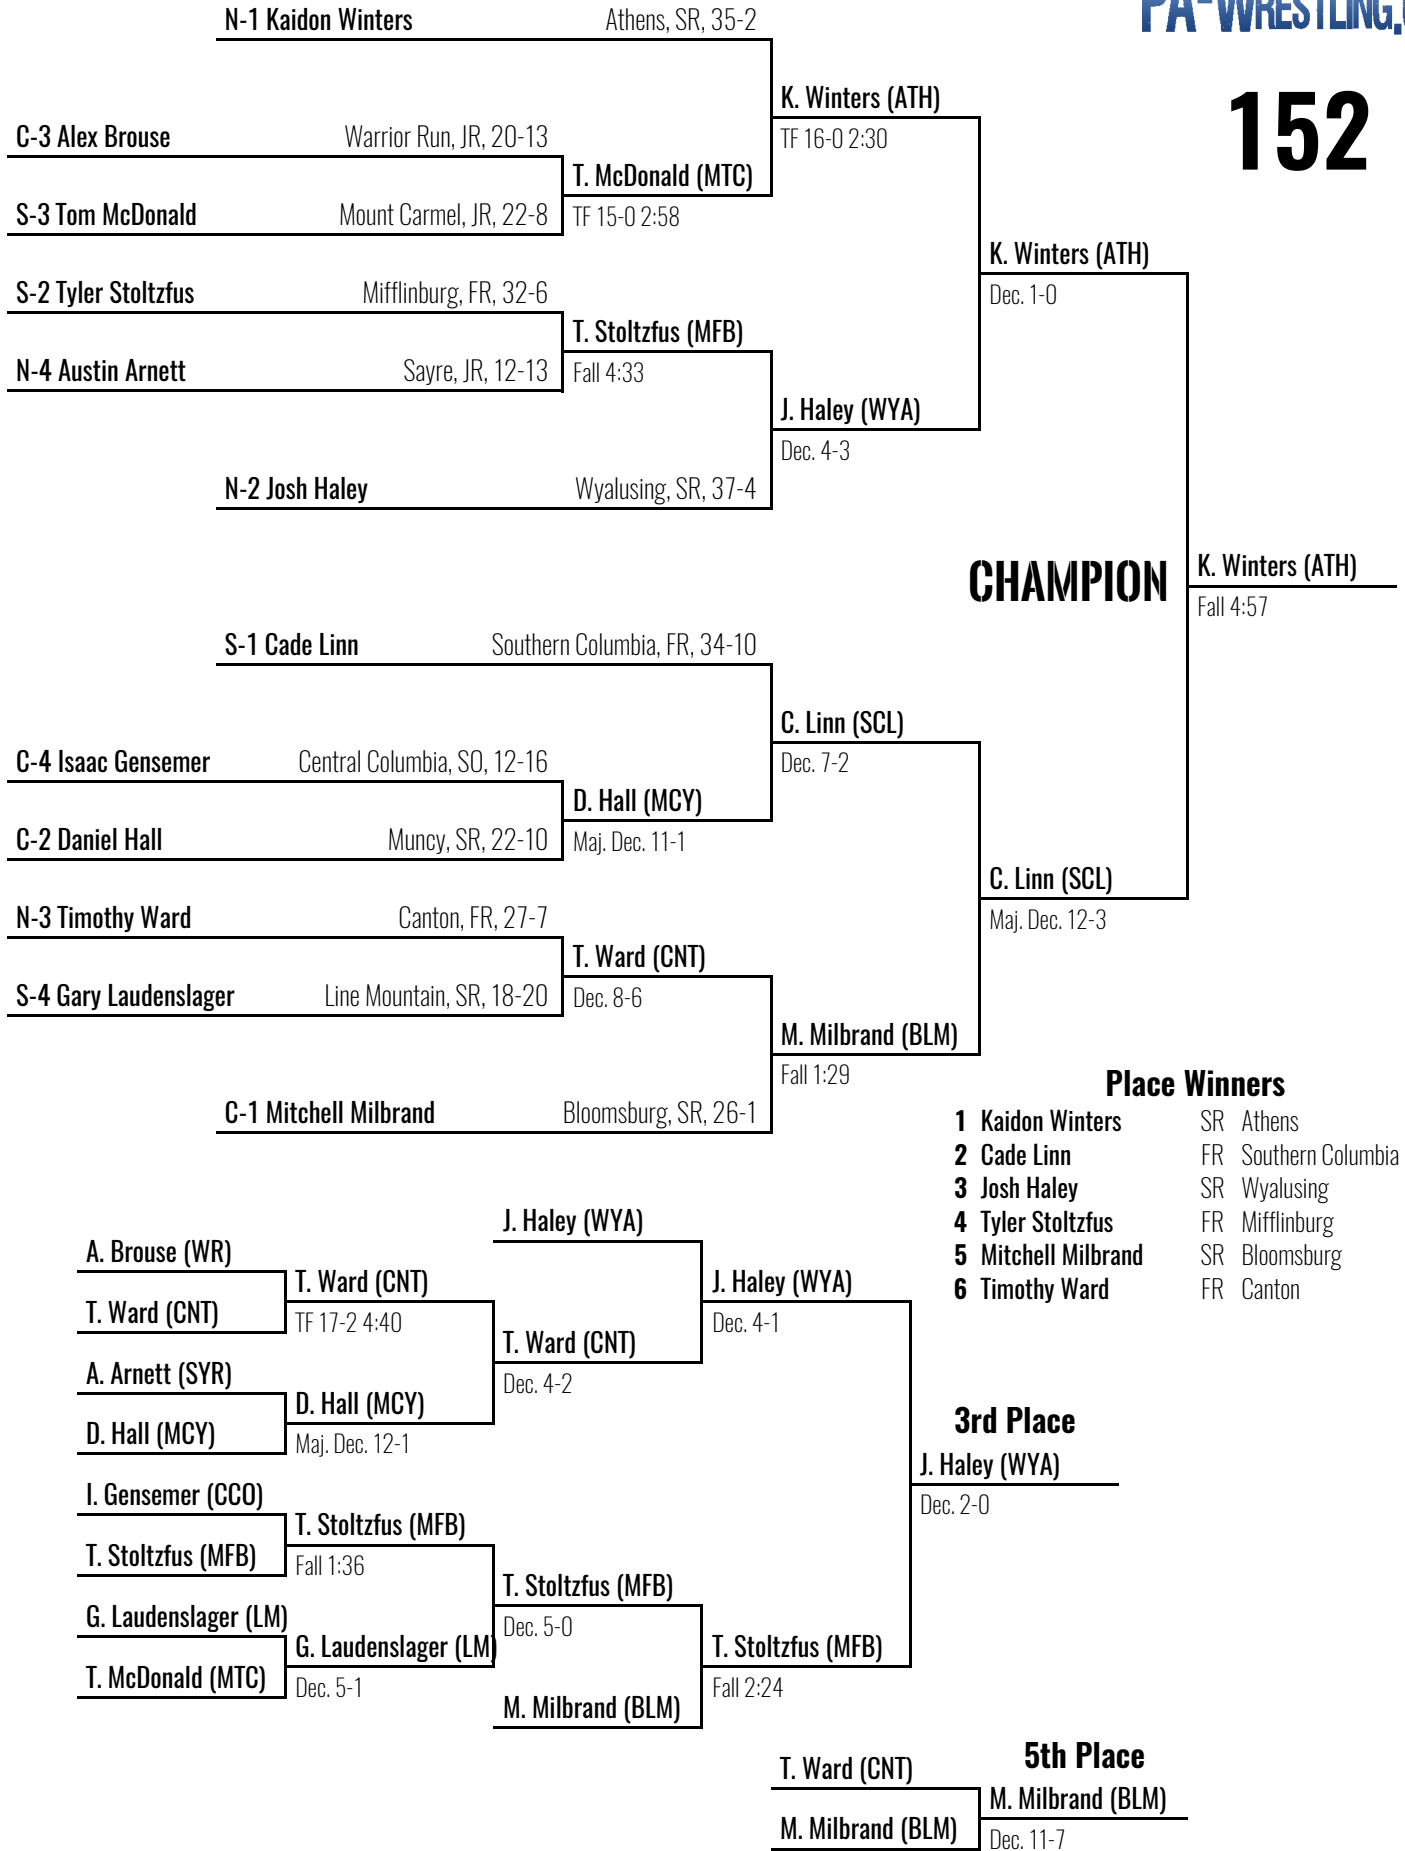 PA-WRESTLING.
152
N-1 Kaidon Winters Athens, SR, 35-2
K. Winters (ATH)
TF 16-0 2:30
C-3 Alex Brouse Warrior Run, JR, 20-13
T. McDonald (MTC)
TF 15-0 2:58
S-3 Tom McDonald Mount Carmel, JR, 22-8
K. Winters (ATH)
Dec. 1-0
S-2 Tyler Stoltzfus Mifflinburg, FR, 32-6
T. Stoltzfus (MFB)
Fall 4:33
N-4 Austin Arnett Sayre, JR, 12-13
J. Haley (WYA)
Dec. 4-3
N-2 Josh Haley Wyalusing, SR, 37-4
CHAMPION
K. Winters (ATH)
Fall 4:57
S-1 Cade Linn Southern Columbia, FR, 34-10
C. Linn (SCL)
Dec. 7-2
C-4 Isaac Gensemer Central Columbia, SO, 12-16
D. Hall (MCY)
Maj. Dec. 11-1
C-2 Daniel Hall Muncy, SR, 22-10
C. Linn (SCL)
Maj. Dec. 12-3
N-3 Timothy Ward Canton, FR, 27-7
T. Ward (CNT)
Dec. 8-6
S-4 Gary Laudenslager Line Mountain, SR, 18-20
M. Milbrand (BLM)
Fall 1:29
C-1 Mitchell Milbrand Bloomsburg, SR, 26-1
Place Winners
1 Kaidon Winters SR Athens
2 Cade Linn FR Southern Columbia
3 Josh Haley SR Wyalusing
4 Tyler Stoltzfus FR Mifflinburg
5 Mitchell Milbrand SR Bloomsburg
6 Timothy Ward FR Canton
J. Haley (WYA)
A. Brouse (WR)
T. Ward (CNT)
TF 17-2 4:40
J. Haley (WYA)
Dec. 4-1
T. Ward (CNT)
T. Ward (CNT)
Dec. 4-2
A. Arnett (SYR)
D. Hall (MCY)
Maj. Dec. 12-1
D. Hall (MCY)
3rd Place
J. Haley (WYA)
Dec. 2-0
I. Gensemer (CCO)
T. Stoltzfus (MFB)
Fall 1:36
T. Stoltzfus (MFB)
T. Stoltzfus (MFB)
Dec. 5-0
G. Laudenslager (LM)
G. Laudenslager (LM)
Dec. 5-1
T. McDonald (MTC)
T. Stoltzfus (MFB)
Fall 2:24
M. Milbrand (BLM)
5th Place
T. Ward (CNT)
M. Milbrand (BLM)
Dec. 11-7
M. Milbrand (BLM)